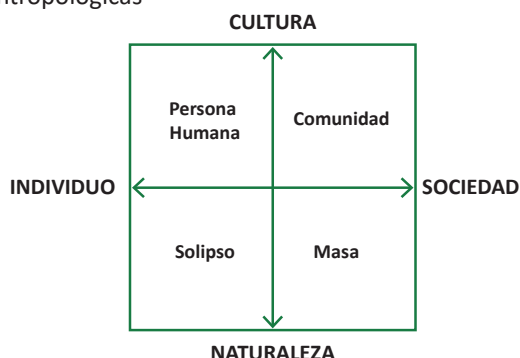 CULTURA
Persona
Humana
Comunidad
INDIVIDUO
SOCIEDAD
Solipso
Masa
NATURALEZA